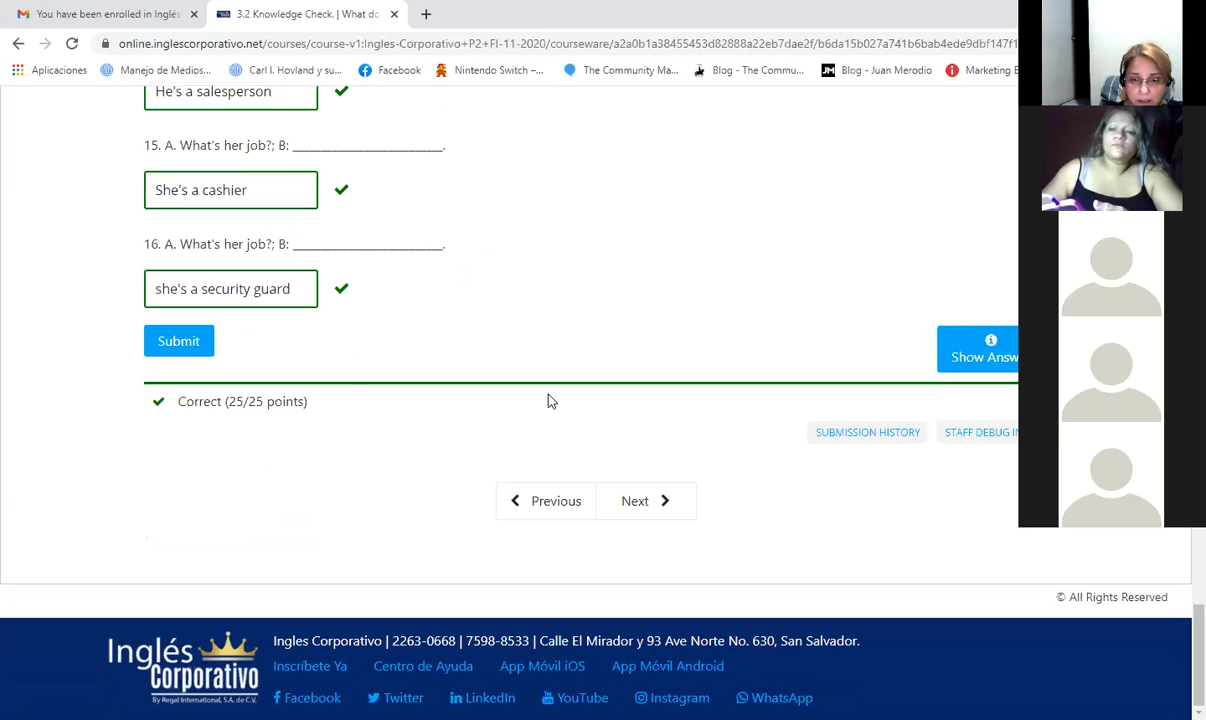 You have been enrolled in Inglés
3.2 Knowledge Check. | What do
online.inglescorporativo.net/courses/course-v1:Ingles-Corporativo+P2+FI-11-2020/courseware/a2a0b1a38455453d82888a22eb7dae2f/b6da15b027a741b6bab4ede9dbf147f1
Aplicaciones
Manejo de Medios...
Carl I. Hovland y su...
Facebook
Nintendo Switch –...
The Community Ma...
Blog - The Commu...
Blog - Juan Merodio
Marketing E
He's a salesperson
15. A. What's her job?; B: ______________________.
She's a cashier
16. A. What's her job?; B: ______________________.
she's a security guard
Submit
Show Answ
Correct (25/25 points)
SUBMISSION HISTORY
STAFF DEBUG IN
Previous
Next
© All Rights Reserved
Inglés Corporativo
By Regal International, S.A. de C.V.
Ingles Corporativo | 2263-0668 | 7598-8533 | Calle El Mirador y 93 Ave Norte No. 630, San Salvador.
Inscríbete Ya
Centro de Ayuda
App Móvil iOS
App Móvil Android
Facebook
Twitter
LinkedIn
YouTube
Instagram
WhatsApp